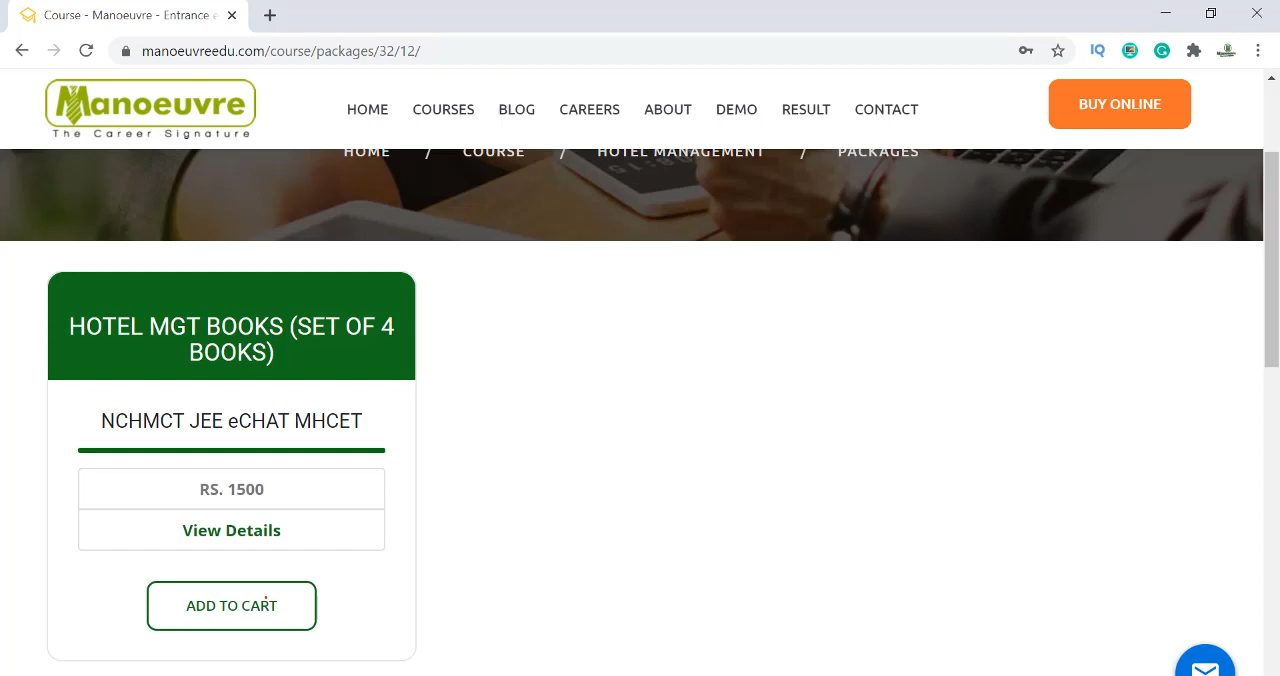 Course - Manoeuvre - Entrance e
manoeuvreedu.com/course/packages/32/12/
IQ
Manoeuvre
The Career Signature
HOME COURSES BLOG CAREERS ABOUT DEMO RESULT CONTACT
BUY ONLINE
HOME / COURSE / HOTEL MANAGEMENT / PACKAGES
HOTEL MGT BOOKS (SET OF 4
BOOKS)
NCHMCT JEE eCHAT MHCET
RS. 1500
View Details
ADD TO CART